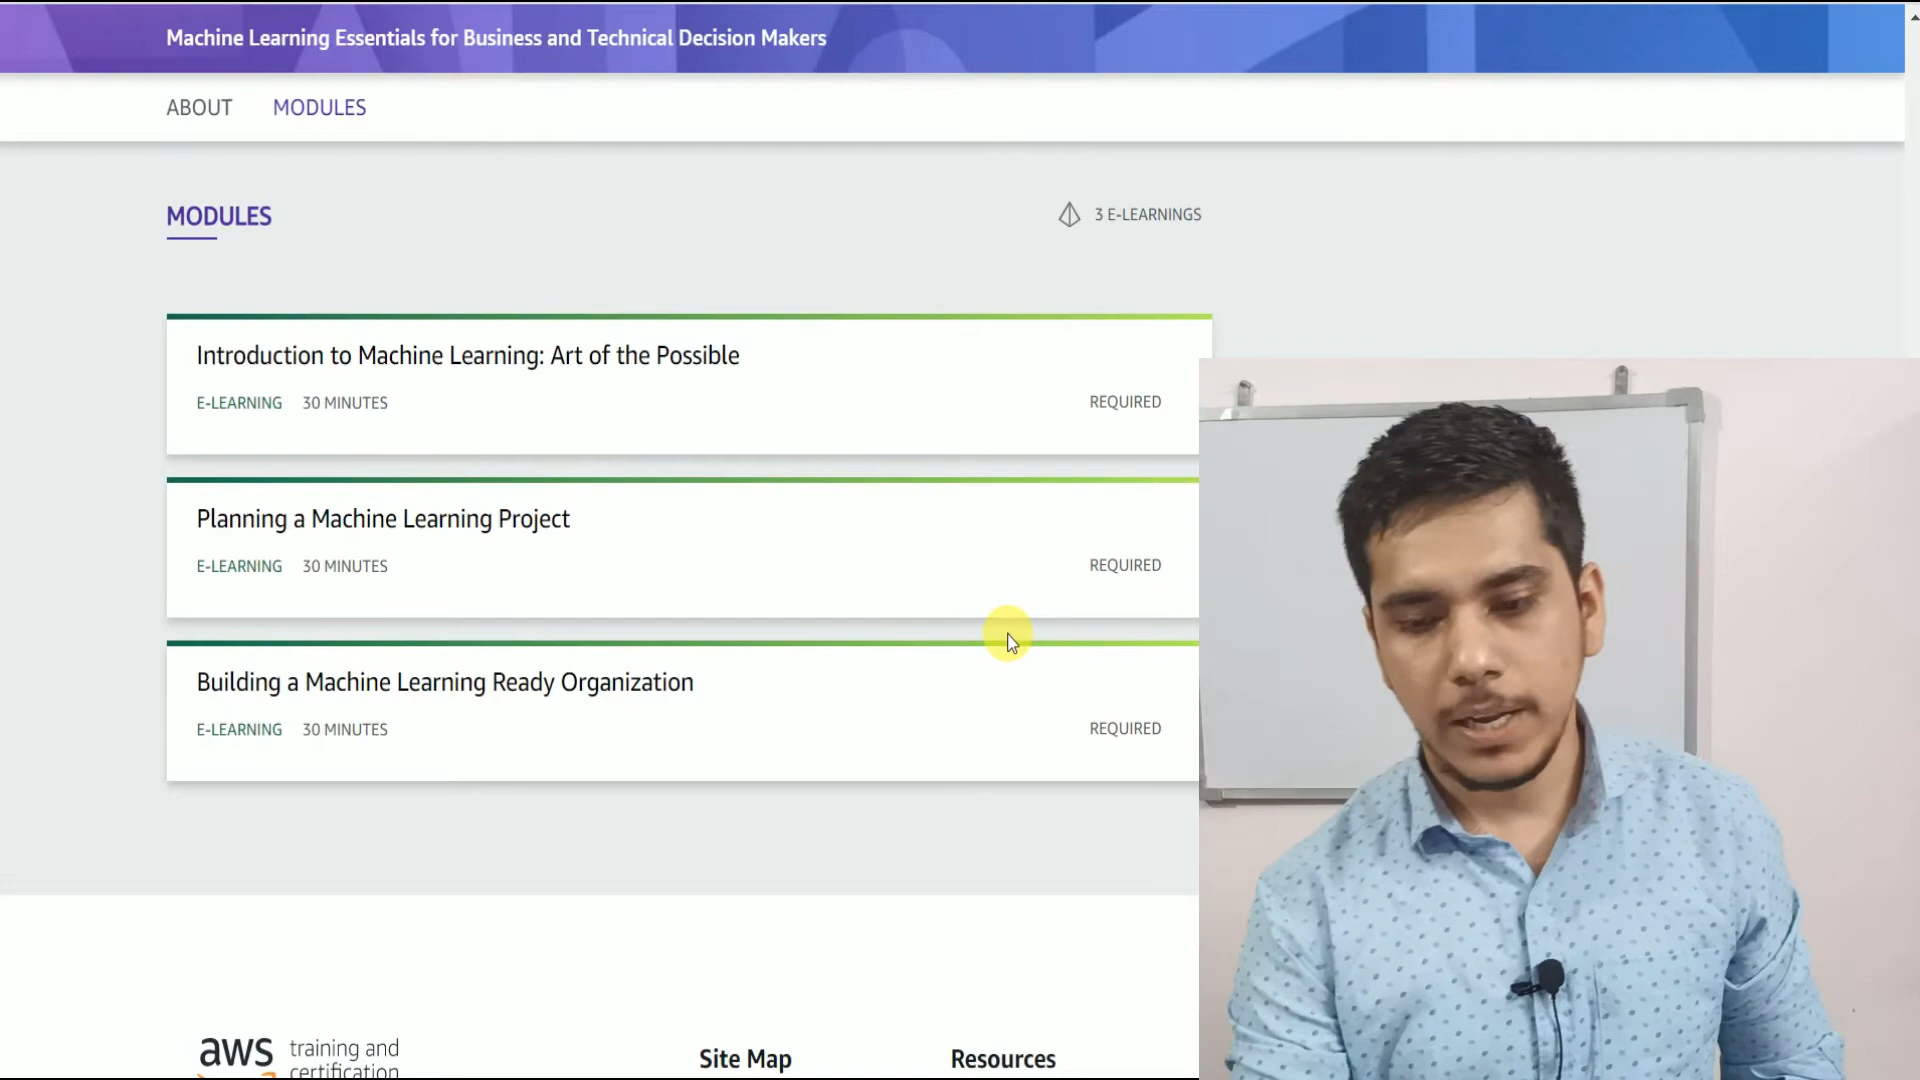 Machine Learning Essentials for Business and Technical Decision Makers
ABOUT MODULES
MODULES
3 E-LEARNINGS
Introduction to Machine Learning: Art of the Possible
E-LEARNING 30 MINUTES REQUIRED
Planning a Machine Learning Project
E-LEARNING 30 MINUTES REQUIRED
Building a Machine Learning Ready Organization
E-LEARNING 30 MINUTES REQUIRED
aws training and
certification
Site Map
Resources